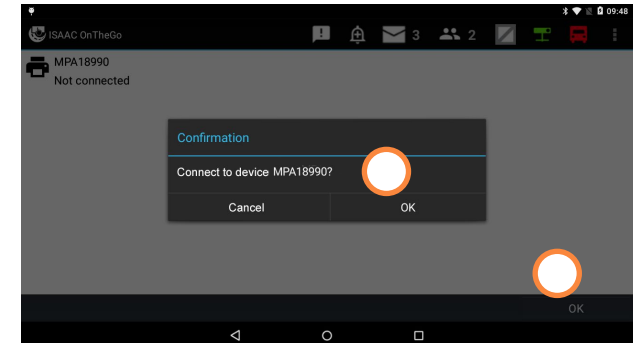 09:48
ISAAC OnTheGo
3
2
MPA18990
Not connected
Confirmation
Connect to device MPA18990?
Cancel
OK
OK